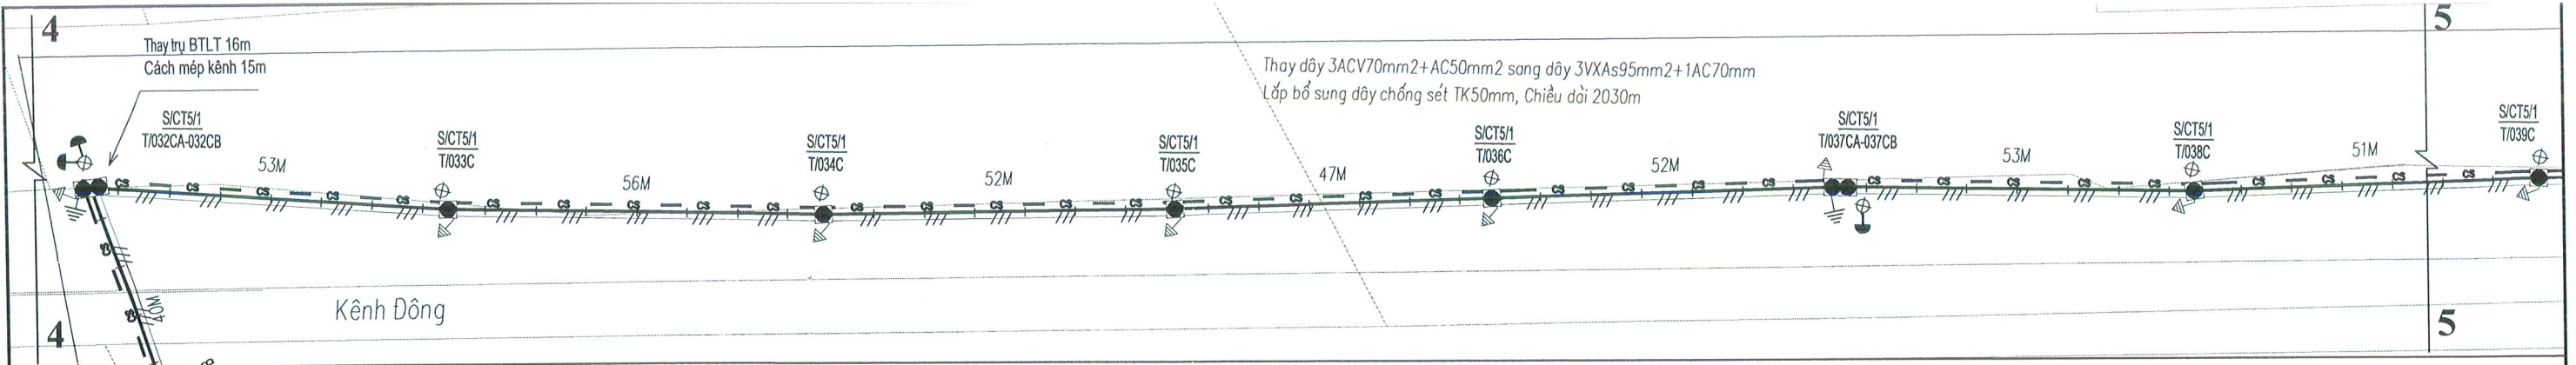 4
5
Thay trụ BTLT 16m
Cách mép kênh 15m
Thay dây 3ACV70mm2+AC50mm2 sang dây 3VXAs95mm2+1AC70mm
Lắp bổ sung dây chống sét TK50mm, Chiều dài 2030m
S/CT5/1
T/032CA-032CB
53M
S/CT5/1
T/033C
56M
S/CT5/1
T/034C
52M
S/CT5/1
T/035C
47M
S/CT5/1
T/036C
52M
S/CT5/1
T/037CA-037CB
53M
S/CT5/1
T/038C
51M
S/CT5/1
T/039C
40M
Kênh Đông
4
5